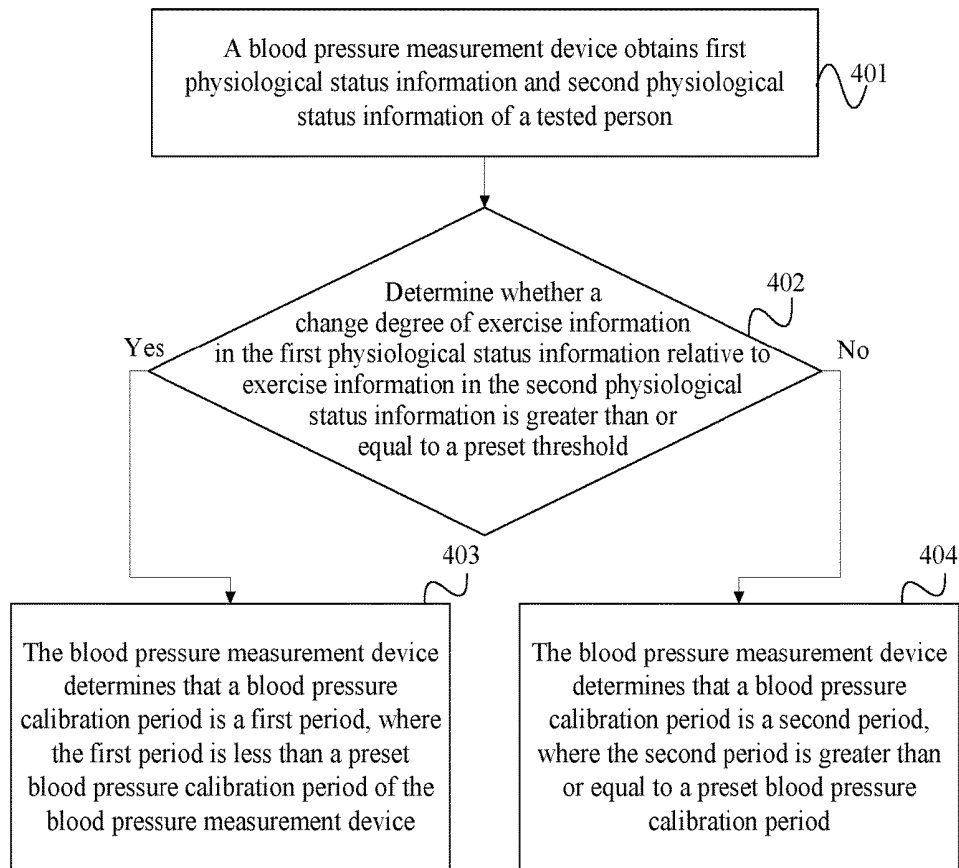 A blood pressure measurement device obtains first
physiological status information and second physiological
status information of a tested person
401
402
Determine whether a
change degree of exercise information
in the first physiological status information relative to
exercise information in the second physiological
status information is greater than or
equal to a preset threshold
Yes
No
403
The blood pressure measurement device
determines that a blood pressure
calibration period is a first period, where
the first period is less than a preset
blood pressure calibration period of the
blood pressure measurement device
404
The blood pressure measurement device
determines that a blood pressure
calibration period is a second period,
where the second period is greater than
or equal to a preset blood pressure
calibration period